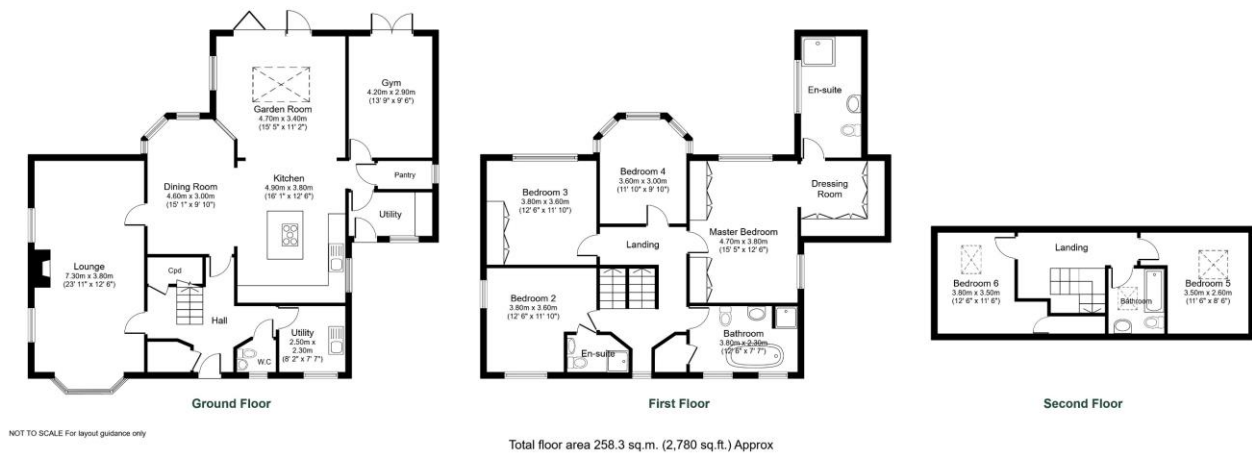 Gym
4.20m x 2.90m
(13' 9" x 9' 6")
Garden Room
4.70m x 3.40m
(15' 5" x 11' 2")
Pantry
Dining Room
4.60m x 3.00m
(15' 1" x 9' 10")
Kitchen
4.90m x 3.80m
(16' 1" x 12' 6")
Utility
Lounge
7.30m x 3.80m
(23' 11" x 12' 6")
Cpd
Hall
Utility
2.50m x
2.30m
(8' 2" x 7' 7")
W.C
Ground Floor
En-suite
Bedroom 4
3.60m x 3.00m
(11' 10" x 9' 10")
Bedroom 3
3.80m x 3.60m
(12' 6" x 11' 10")
Dressing
Room
Master Bedroom
4.70m x 3.80m
(15' 5" x 12' 6")
Landing
Bedroom 2
3.80m x 3.60m
(12' 6" x 11' 10")
En-suite
Bathroom
3.80m x 2.30m
(12' 6" x 7' 7")
First Floor
Landing
Bedroom 6
3.80m x 3.50m
(12' 6" x 11' 6")
Bathroom
Bedroom 5
3.50m x 2.60m
(11' 6" x 8' 6")
Second Floor
NOT TO SCALE For layout guidance only
Total floor area 258.3 sq.m. (2,780 sq.ft.) Approx